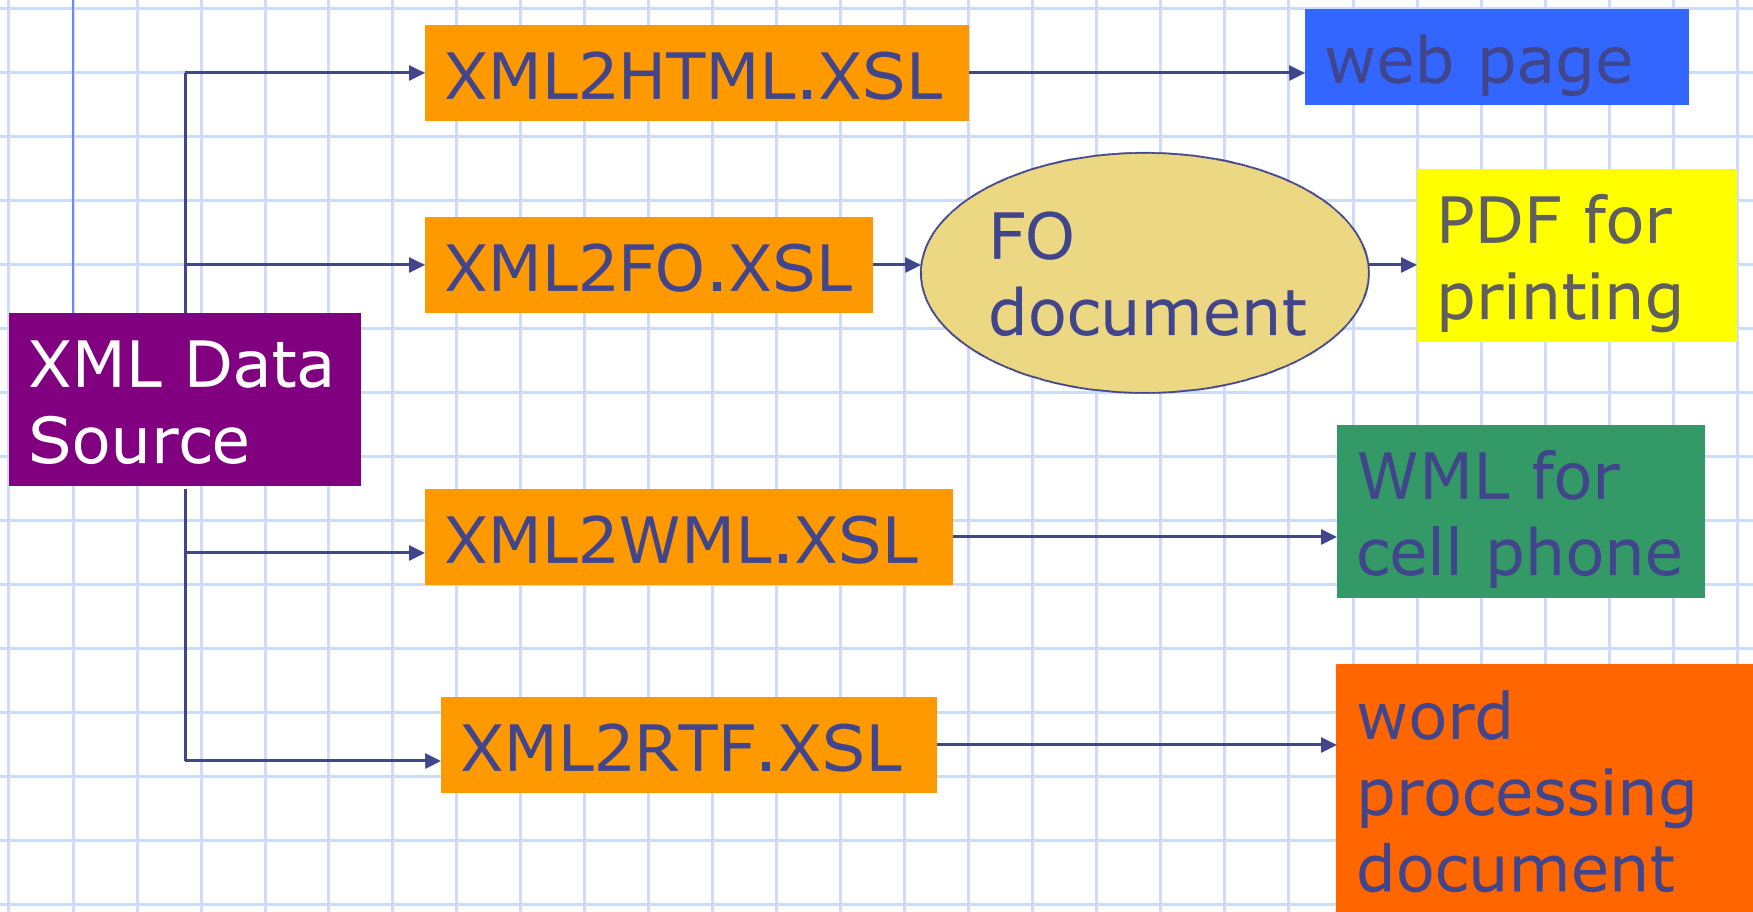 XML2HTML.XSL
web page
XML2FO.XSL
FO
document
PDF for
printing
XML Data
Source
XML2WML.XSL
WML for
cell phone
XML2RTF.XSL
word
processing
document